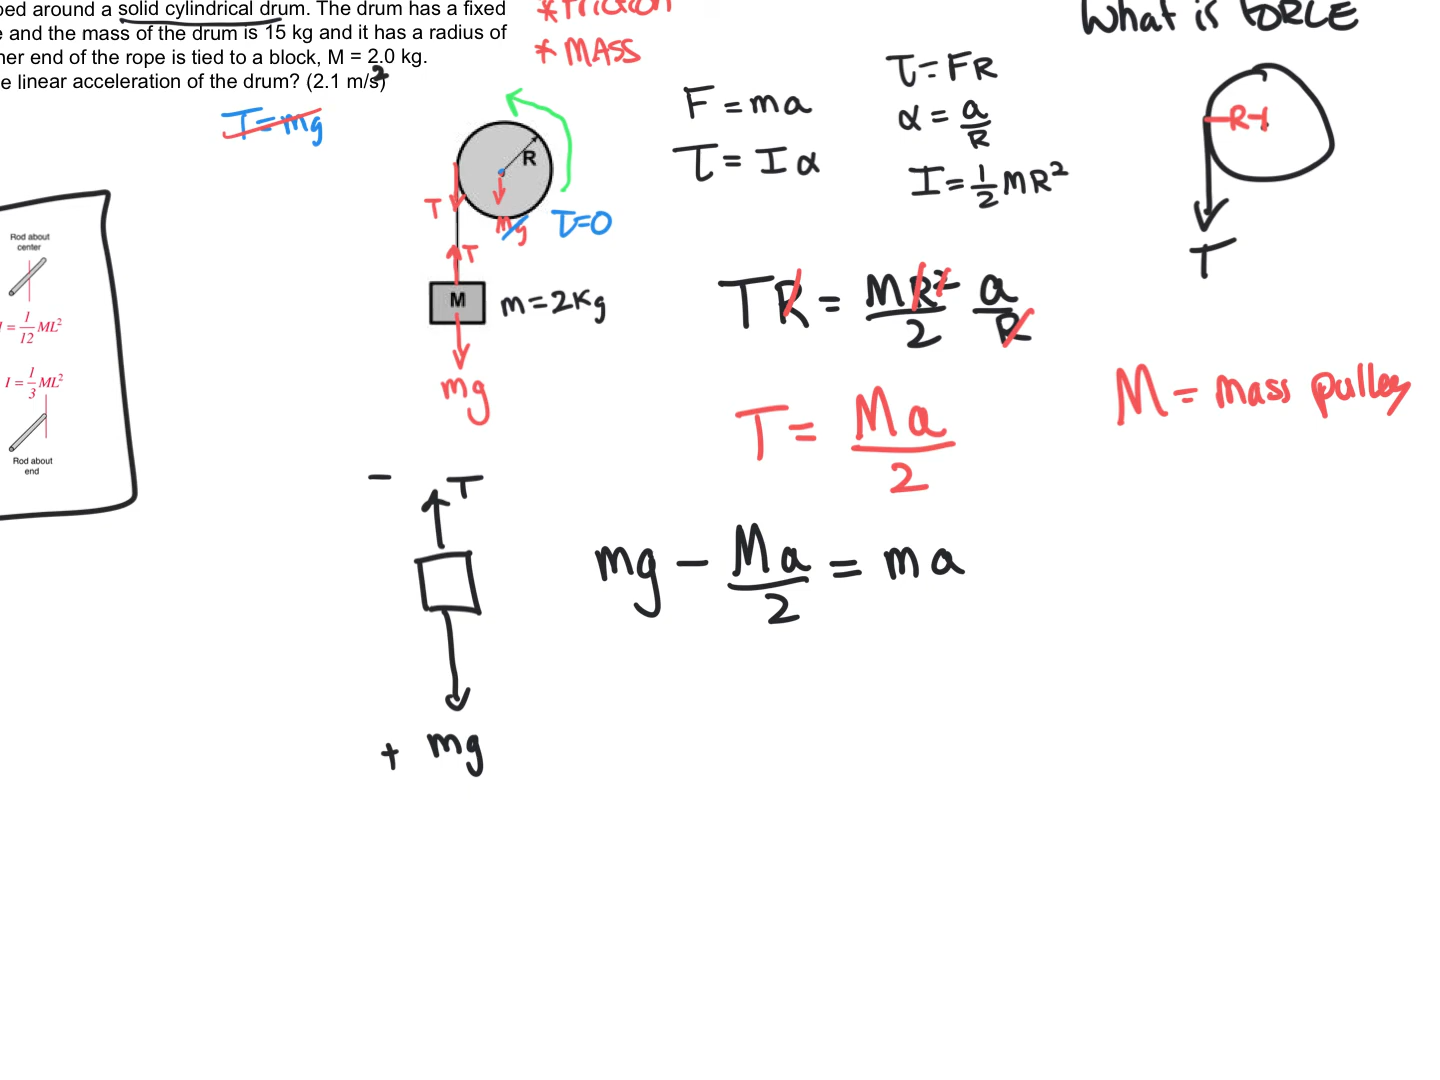 ped around a solid cylindrical drum. The drum has a fixed
and the mass of the drum is 15 kg and it has a radius of
her end of the rope is tied to a block, M = 2.0 kg.
e linear acceleration of the drum? (2.1 m/s²)
* friction
* MASS
What is FORCE
T=mg
F = ma
τ = Iα
τ=FR
α = a/R
I = 1/2 MR²
R
T
R
T
Mg
τ=0
T
M
m=2Kg
mg
Rod about
center
I = 1/12 ML²
I = 1/3 ML²
Rod about
end
TR = MR²/2 a/R
T = Ma/2
M = mass pulley
- T
mg - Ma/2 = ma
+ mg